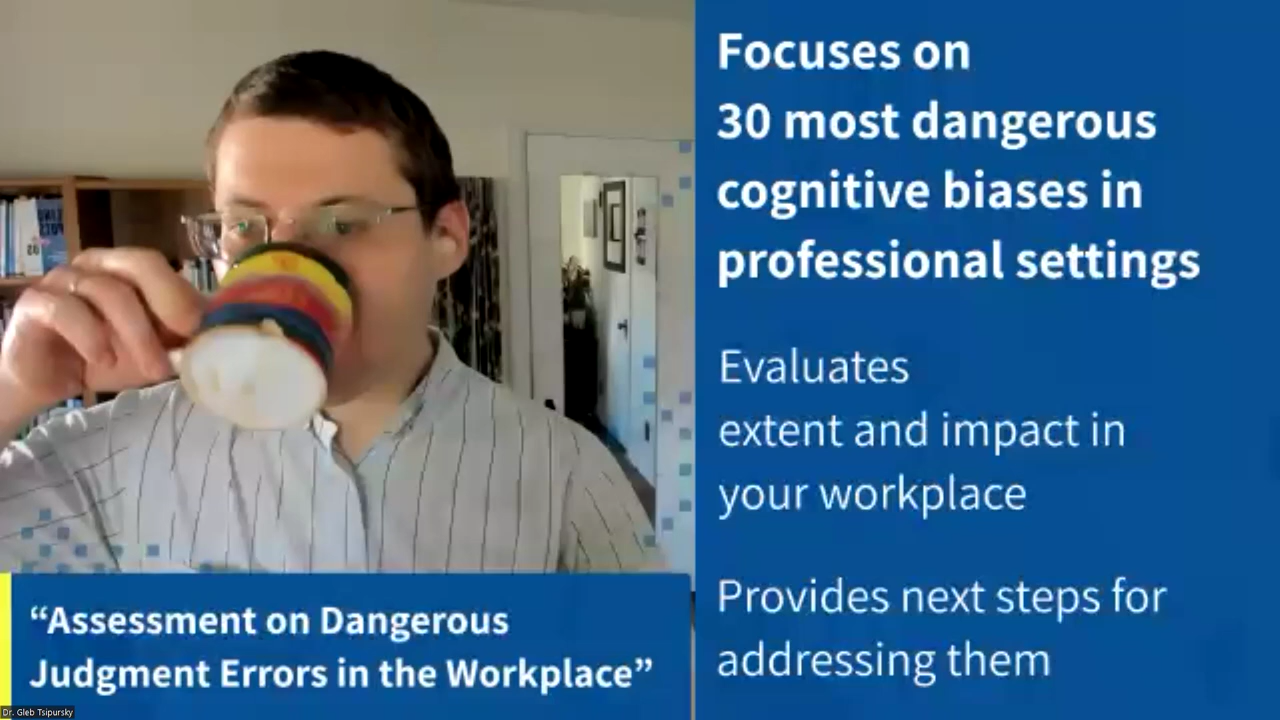 Focuses on
30 most dangerous
cognitive biases in
professional settings
Evaluates
extent and impact in
your workplace
Provides next steps for
addressing them
“Assessment on Dangerous
Judgment Errors in the Workplace”
Dr. Gleb Tsipursky